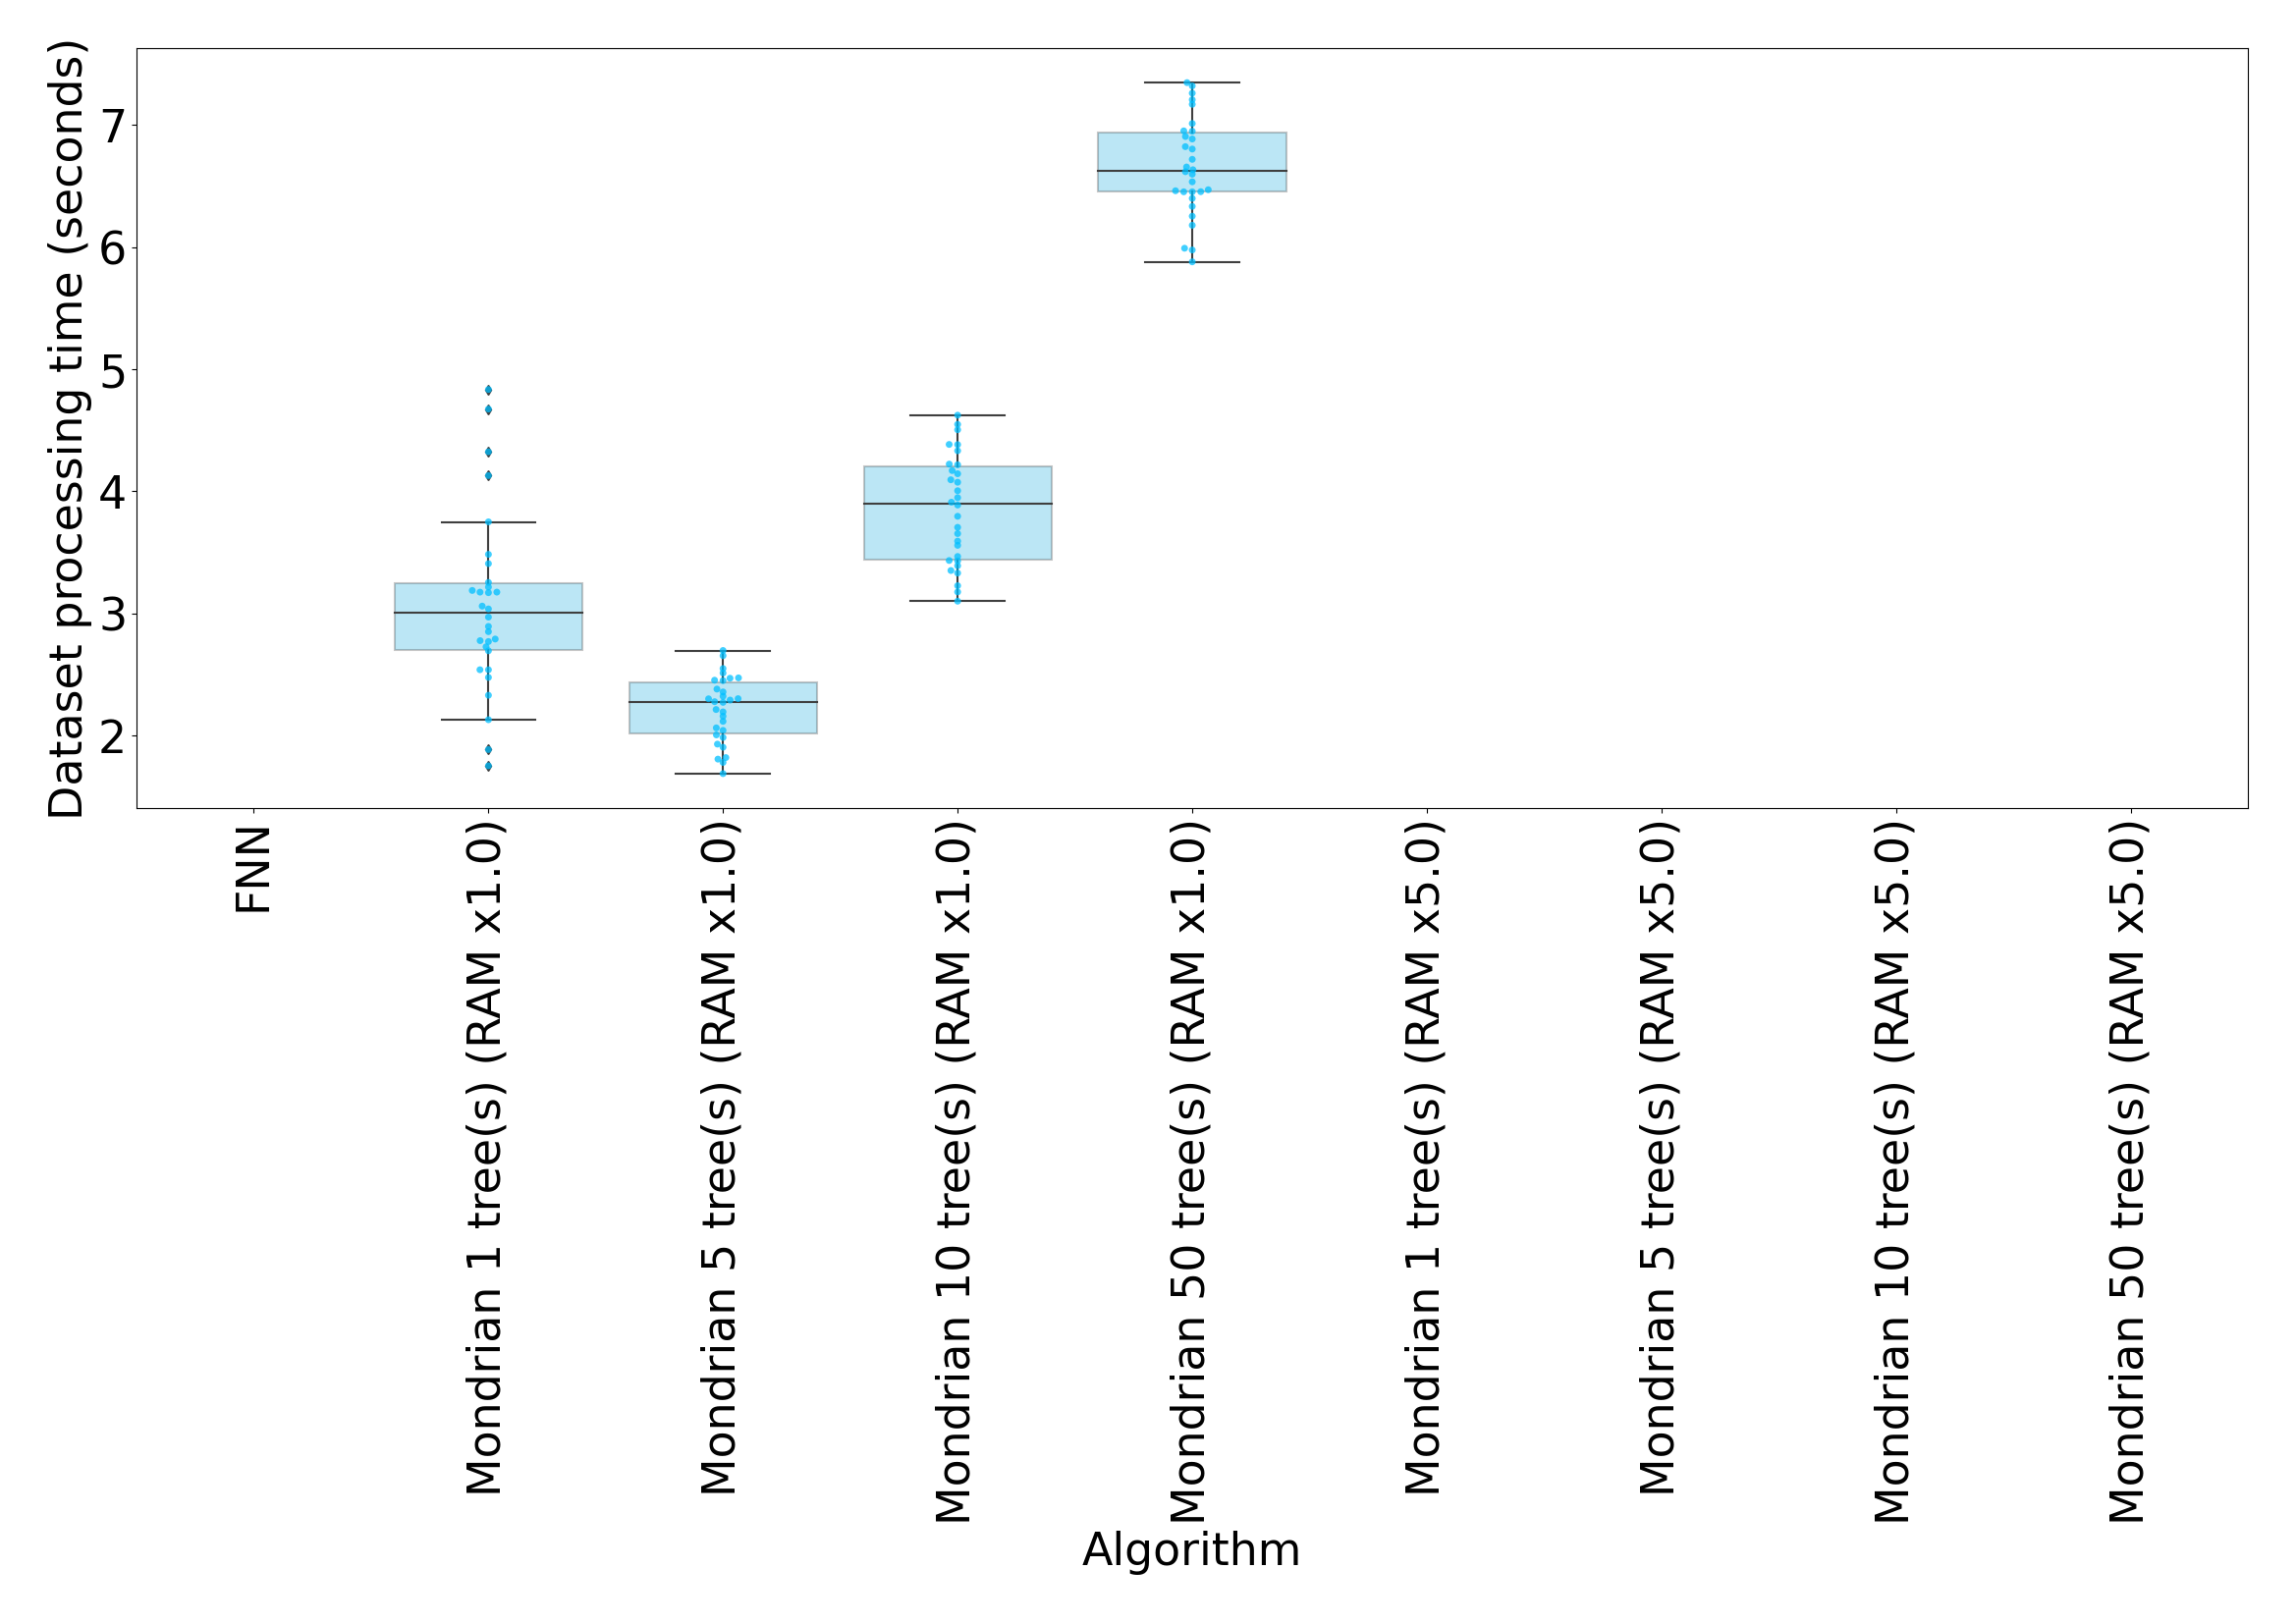 Dataset processing time (seconds)
7
6
5
4
3
2
FNN
Mondrian 1 tree(s) (RAM x1.0)
Mondrian 5 tree(s) (RAM x1.0)
Mondrian 10 tree(s) (RAM x1.0)
Mondrian 50 tree(s) (RAM x1.0)
Mondrian 1 tree(s) (RAM x5.0)
Mondrian 5 tree(s) (RAM x5.0)
Mondrian 10 tree(s) (RAM x5.0)
Mondrian 50 tree(s) (RAM x5.0)
Algorithm